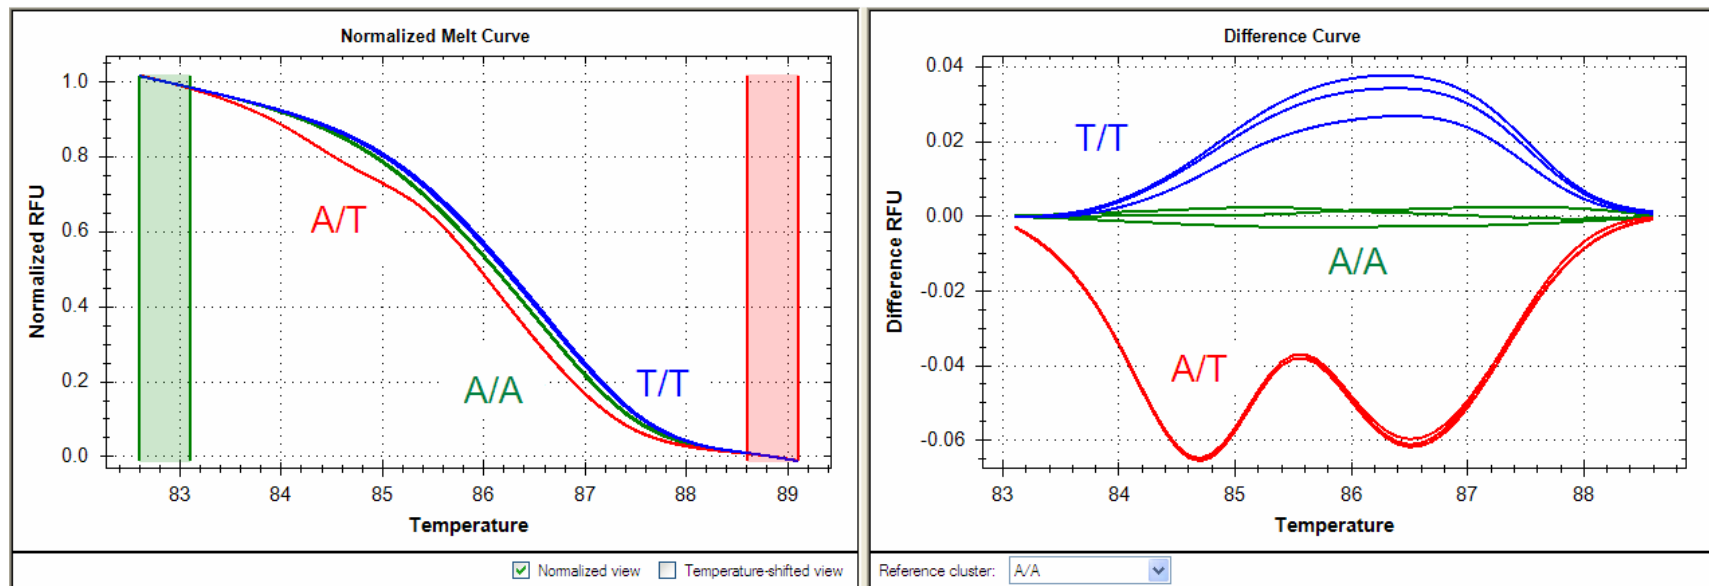 Normalized Melt Curve
Normalized RFU
1.0
0.8
0.6
0.4
0.2
0.0
A/T
A/A
T/T
83 84 85 86 87 88 89
Temperature
Normalized view Temperature-shifted view
Difference Curve
Difference RFU
0.04
0.02
0.00
-0.02
-0.04
-0.06
T/T
A/A
A/T
83 84 85 86 87 88
Temperature
Reference cluster: A/A